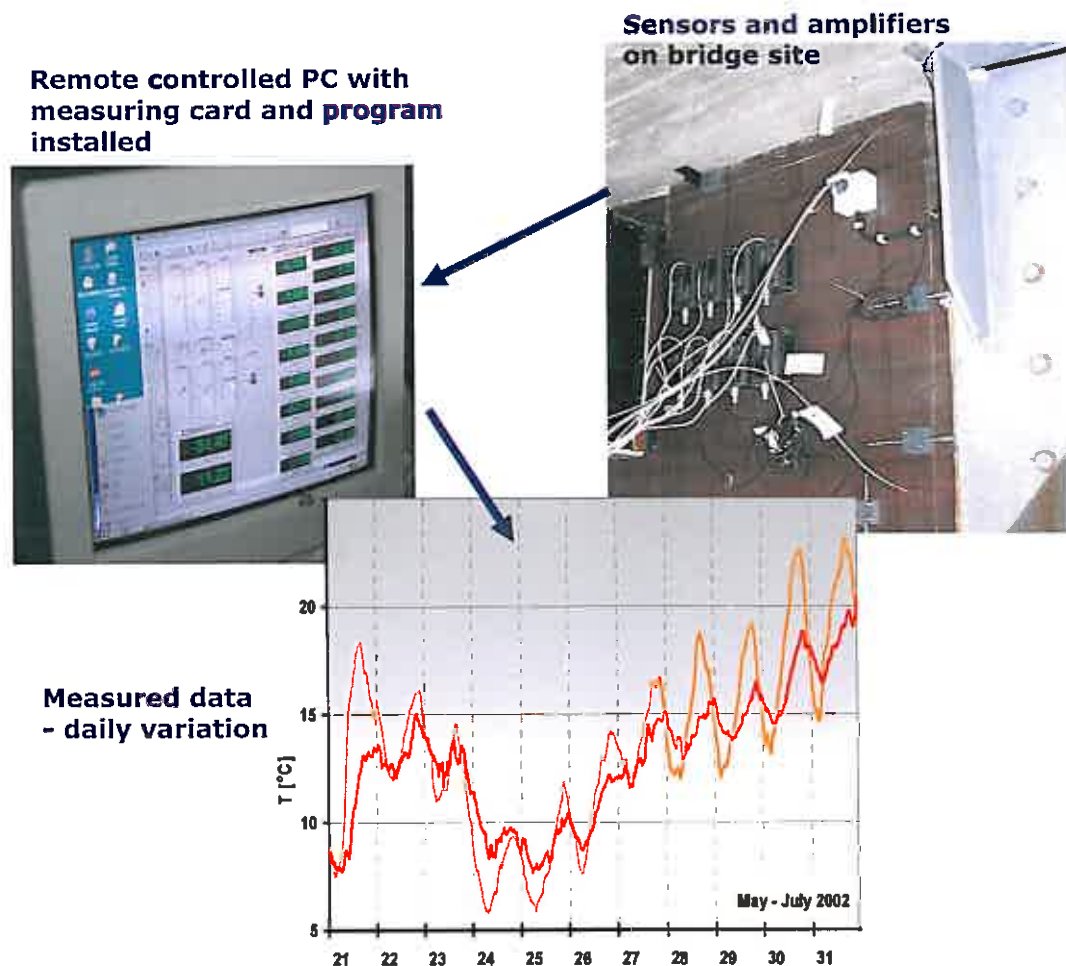 Sensors and amplifiers
on bridge site
Remote controlled PC with
measuring card and program
installed
Measured data
- daily variation
T [°C]
20
15
10
5
May - July 2002
21 22 23 24 25 26 27 28 29 30 31